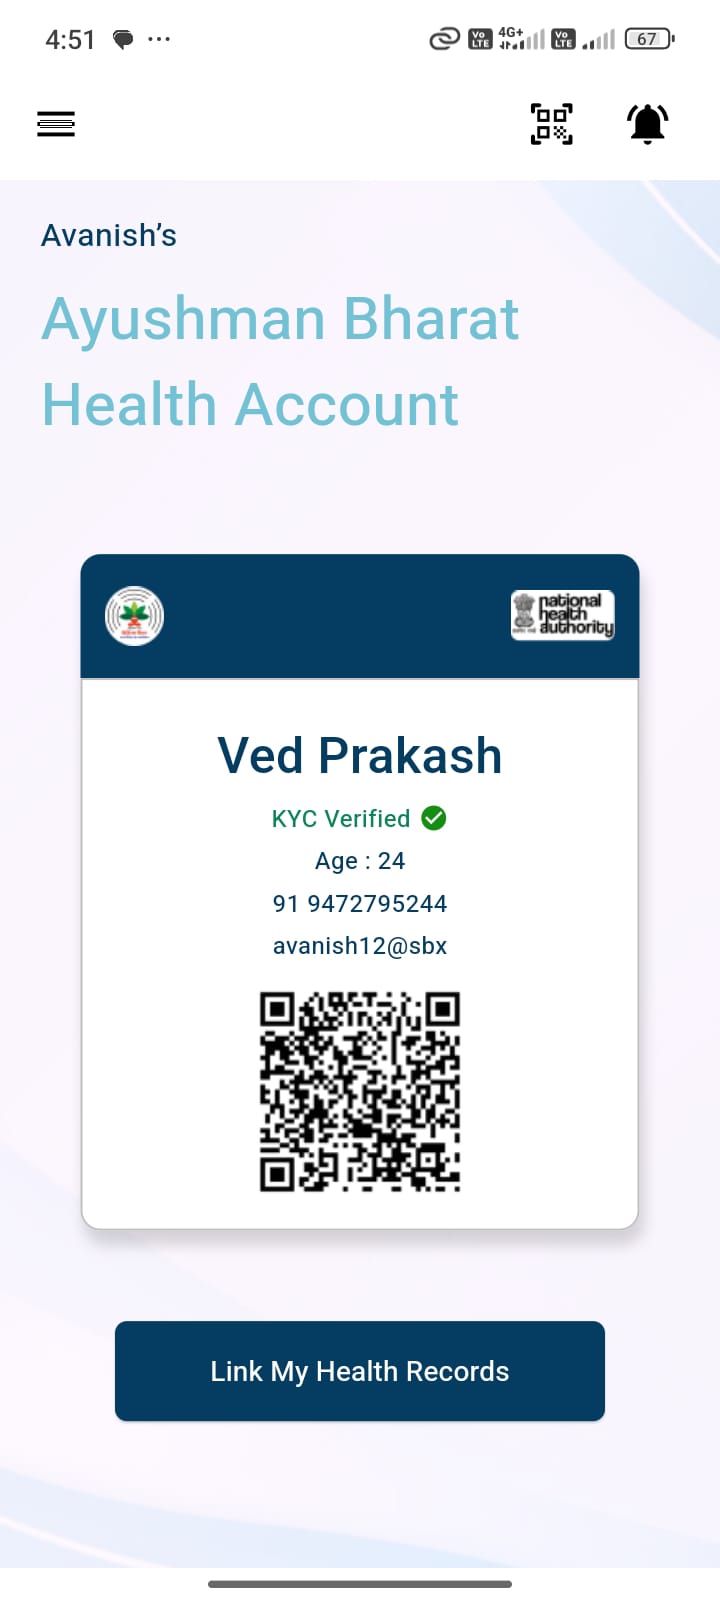 4:51
Vo
LTE
4G+
Vo
LTE
67
Avanish’s
Ayushman Bharat
Health Account
national
health
authority
Ved Prakash
KYC Verified
Age : 24
91 9472795244
avanish12@sbx
Link My Health Records